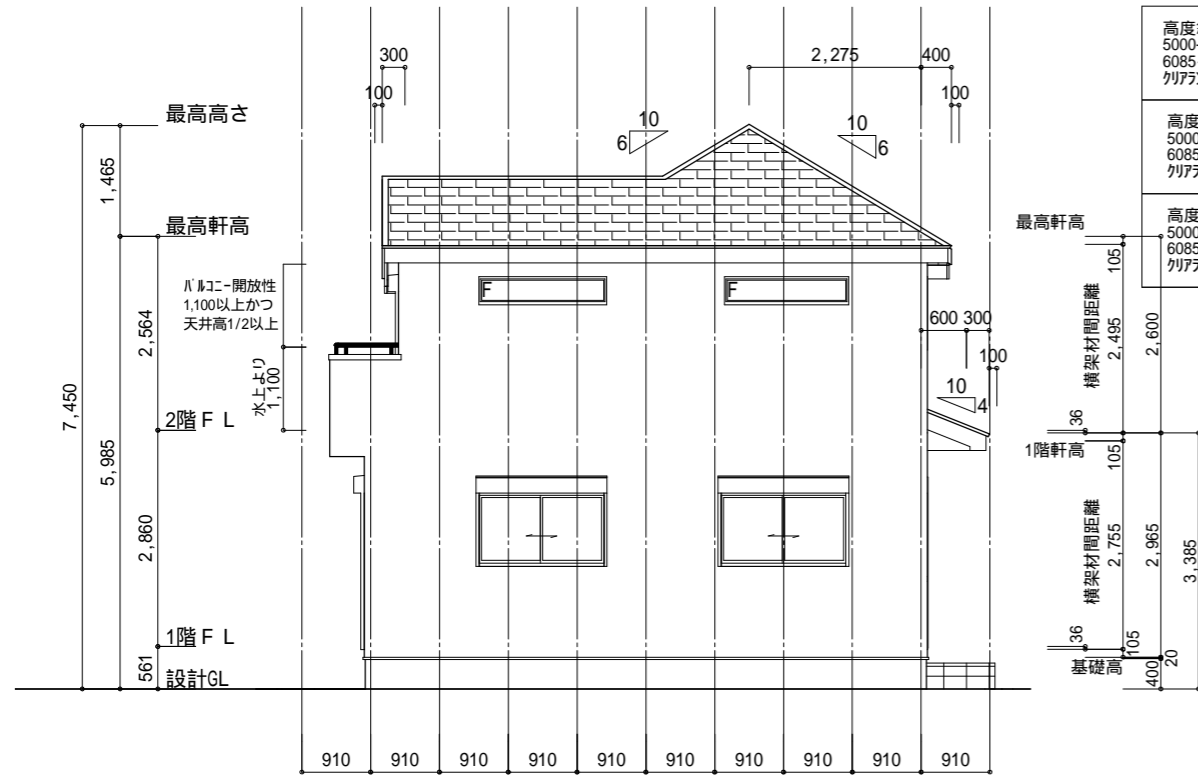 300
2,275
400
100
100
最高高さ
10
6
10
6
1,465
最高軒高
最高軒高
105
F
F
バルコニー開放性
1,100以上かつ
天井高1/2以上
2,564
水上より
1,100
7,450
5,985
2階ＦＬ
600
300
100
10
4
横架材間距離
2,495
2,600
36
1階軒高
105
2,860
横架材間距離
2,755
2,965
3,385
1階ＦＬ
36
105
基礎高
400
20
561
設計GL
910
910
910
910
910
910
910
910
910
910
高度
5000
6085
クリアラ
高度
5000
6085
クリアラ
高度
5000
6085
クリアラ